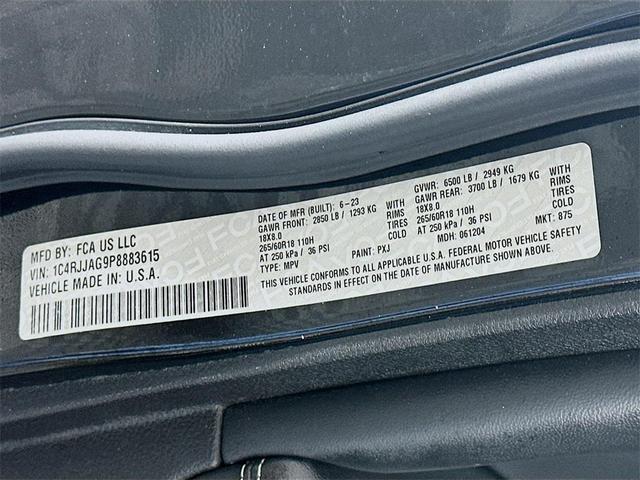 MFD BY: FCA US LLC
VIN: 1C4RJJAG9P8883615
VEHICLE MADE IN: U.S.A.
DATE OF MFR (BUILT): 6-23
GAWR FRONT: 2850 LB / 1293 KG WITH
18X8.0 RIMS
265/60R18 110H TIRES
AT 250 kPa / 36 PSI COLD
TYPE: MPV PAINT: PXJ
GVWR: 6500 LB / 2949 KG
GAWR REAR: 3700 LB / 1679 KG WITH
18X8.0 RIMS
265/60R18 110H TIRES
AT 250 kPa / 36 PSI COLD
MDH: 061204 MKT: 875
THIS VEHICLE CONFORMS TO ALL APPLICABLE U.S.A. FEDERAL MOTOR VEHICLE SAFETY
STANDARDS IN EFFECT ON THE DATE OF MANUFACTURE SHOWN ABOVE.